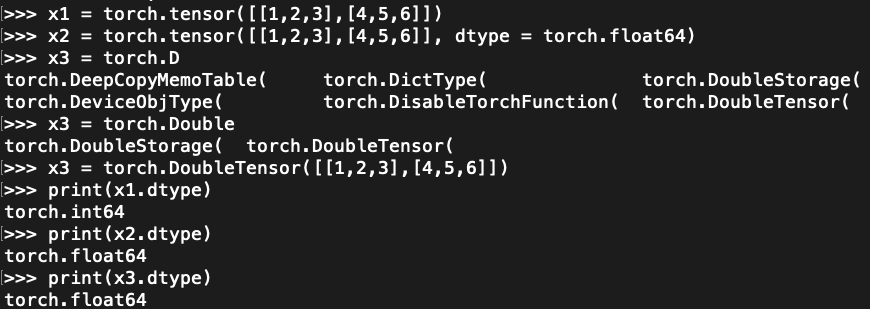 >>> x1 = torch.tensor([[1,2,3],[4,5,6]])
>>> x2 = torch.tensor([[1,2,3],[4,5,6]], dtype = torch.float64)
>>> x3 = torch.D
torch.DeepCopyMemoTable(     torch.DictType(              torch.DoubleStorage(
torch.DeviceObjType(         torch.DisableTorchFunction(  torch.DoubleTensor(
>>> x3 = torch.Double
torch.DoubleStorage(  torch.DoubleTensor(
>>> x3 = torch.DoubleTensor([[1,2,3],[4,5,6]])
>>> print(x1.dtype)
torch.int64
>>> print(x2.dtype)
torch.float64
>>> print(x3.dtype)
torch.float64